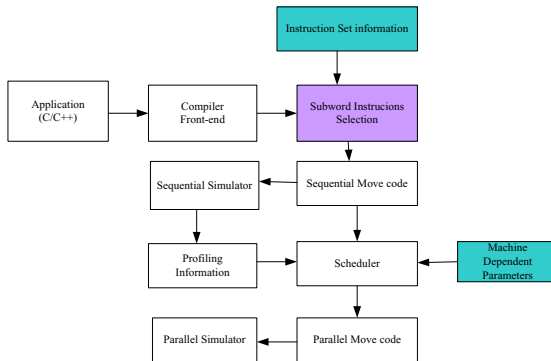 Instruction Set information
Application
(C/C++)
Compiler
Front-end
Subword Instrucions
Selection
Sequential Simulator
Sequential Move code
Profiling
Information
Scheduler
Machine
Dependent
Parameters
Parallel Simulator
Parallel Move code